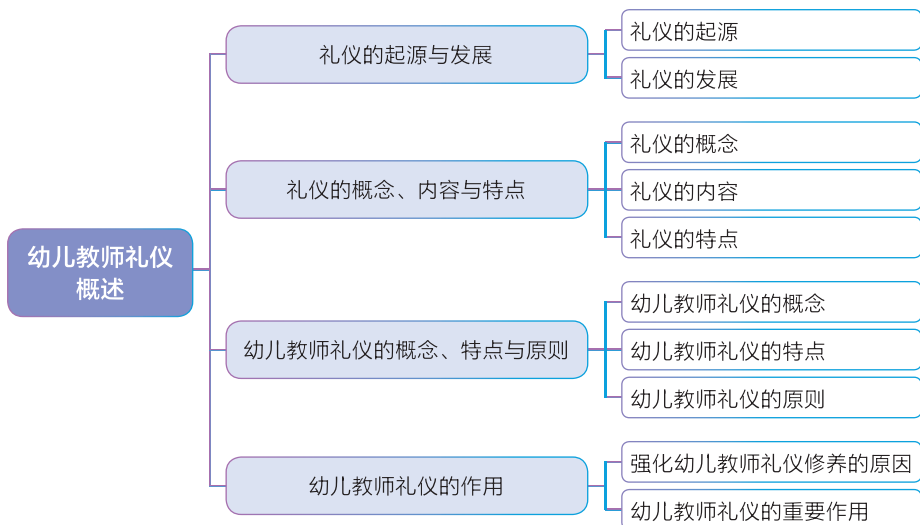 幼儿教师礼仪
概述
礼仪的起源与发展
礼仪的起源
礼仪的发展
礼仪的概念、内容与特点
礼仪的概念
礼仪的内容
礼仪的特点
幼儿教师礼仪的概念、特点与原则
幼儿教师礼仪的概念
幼儿教师礼仪的特点
幼儿教师礼仪的原则
幼儿教师礼仪的作用
强化幼儿教师礼仪修养的原因
幼儿教师礼仪的重要作用